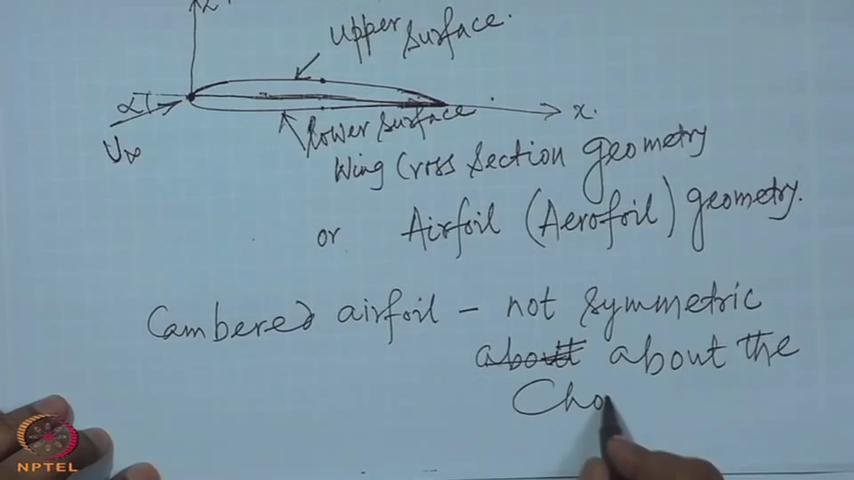 z
Upper surface.
α
x.
lower surface
U∞
Wing Cross section geometry
or Airfoil (Aerofoil) geometry.
Cambered airfoil - not symmetric
about about the
Cho
NPTEL